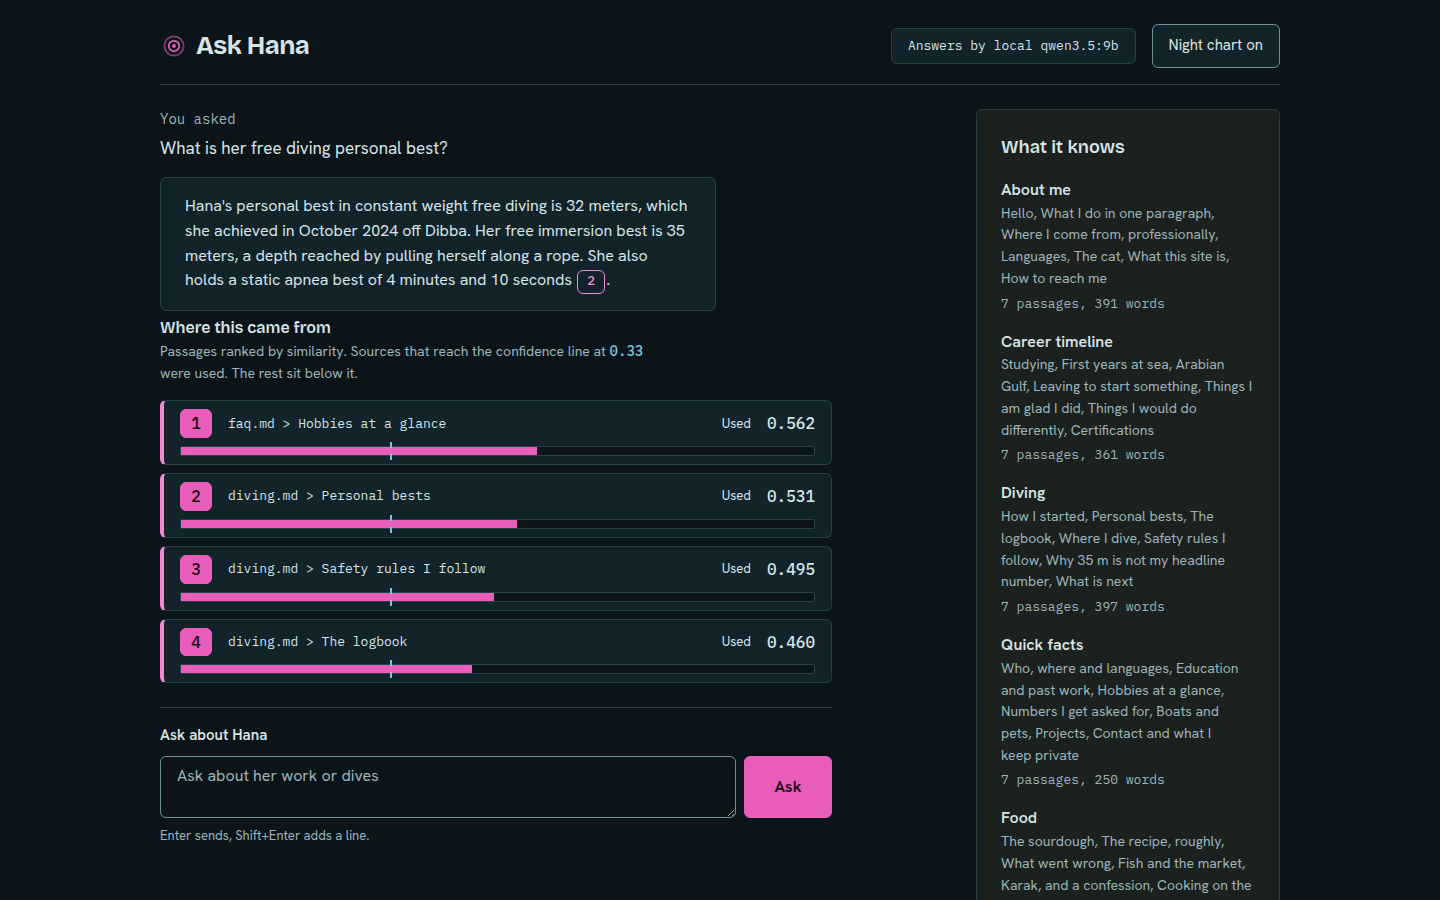 Ask Hana
Answers by local qwen3.5:9b
Night chart on
You asked
What is her free diving personal best?
Hana's personal best in constant weight free diving is 32 meters, which
she achieved in October 2024 off Dibba. Her free immersion best is 35
meters, a depth reached by pulling herself along a rope. She also
holds a static apnea best of 4 minutes and 10 seconds 2.
Where this came from
Passages ranked by similarity. Sources that reach the confidence line at 0.33
were used. The rest sit below it.
1 faq.md > Hobbies at a glance Used 0.562
2 diving.md > Personal bests Used 0.531
3 diving.md > Safety rules I follow Used 0.495
4 diving.md > The logbook Used 0.460
Ask about Hana
Ask about her work or dives
Ask
Enter sends, Shift+Enter adds a line.
What it knows
About me
Hello, What I do in one paragraph,
Where I come from, professionally,
Languages, The cat, What this site is,
How to reach me
7 passages, 391 words
Career timeline
Studying, First years at sea, Arabian
Gulf, Leaving to start something, Things I
am glad I did, Things I would do
differently, Certifications
7 passages, 361 words
Diving
How I started, Personal bests, The
logbook, Where I dive, Safety rules I
follow, Why 35 m is not my headline
number, What is next
7 passages, 397 words
Quick facts
Who, where and languages, Education
and past work, Hobbies at a glance,
Numbers I get asked for, Boats and
pets, Projects, Contact and what I
keep private
7 passages, 250 words
Food
The sourdough, The recipe, roughly,
What went wrong, Fish and the market,
Karak, and a confession, Cooking on the